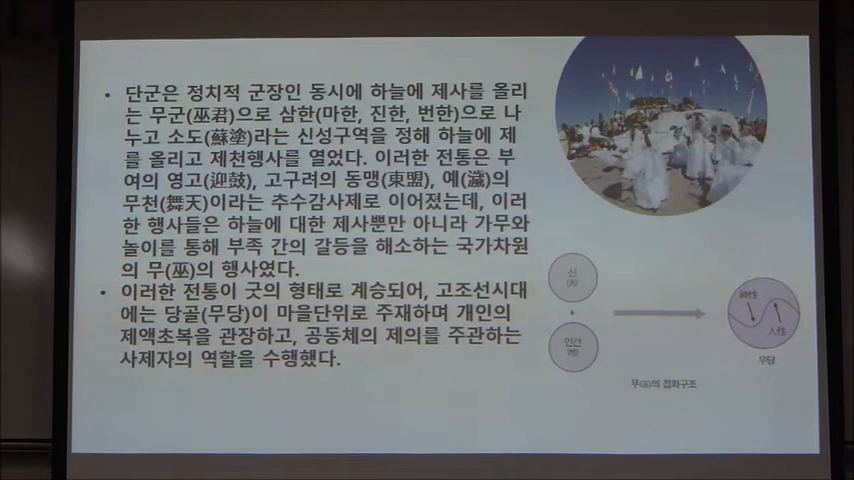 • 단군은 정치적 군장인 동시에 하늘에 제사를 올리
는 무군(巫君)으로 삼한(마한, 진한, 번한)으로 나
누고 소도(蘇塗)라는 신성구역을 정해 하늘에 제
를 올리고 제천행사를 열었다. 이러한 전통은 부
여의 영고(迎鼓), 고구려의 동맹(東盟), 예(濊)의
무천(舞天)이라는 추수감사제로 이어졌는데, 이러
한 행사들은 하늘에 대한 제사뿐만 아니라 가무와
놀이를 통해 부족 간의 갈등을 해소하는 국가차원
의 무(巫)의 행사였다.
• 이러한 전통이 굿의 형태로 계승되어, 고조선시대
에는 당골(무당)이 마을단위로 주재하며 개인의
제액초복을 관장하고, 공동체의 제의를 주관하는
사제자의 역할을 수행했다.
신
+
인간
神性
人性
무당
무(巫)의 접화구조